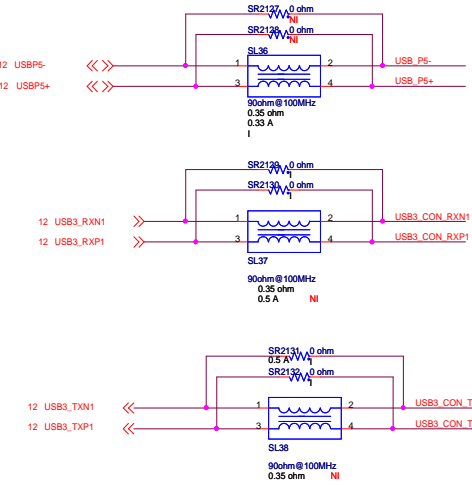 SR2127 0 ohm
NI
SR2128 0 ohm
NI
SL36
12 USBP5-
1 2
USB_P5-
12 USBP5+
3 4
USB_P5+
90ohm@100MHz
0.35 ohm
0.33 A
I
SR2129 0 ohm
I
SR2130 0 ohm
I
12 USB3_RXN1
1 2
USB3_CON_RXN1
12 USB3_RXP1
3 4
USB3_CON_RXP1
SL37
90ohm@100MHz
0.35 ohm
0.5 A NI
SR2131 0 ohm
0.5 A I
SR2132 0 ohm
I
12 USB3_TXN1
1 2
USB3_CON_T
12 USB3_TXP1
3 4
USB3_CON_T
SL38
90ohm@100MHz
0.35 ohm NI